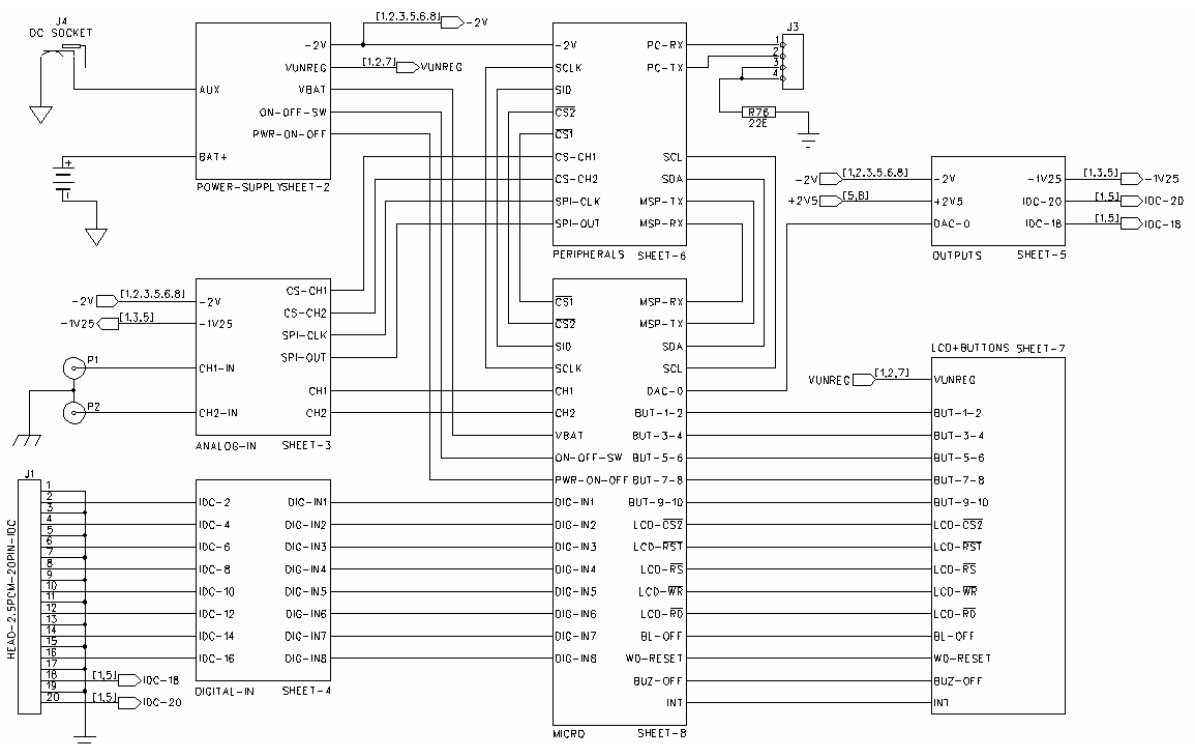 J4
DC SOCKET
AUX
BAT+
+
-
-2V
VUNREG
VBAT
ON-OFF-SW
PWR-ON-OFF
POWER-SUPPLY SHEET-2
[1,2,3,5,6,8] -2V
[1,2,7] VUNREG
-2V
SCLK
SID
CS2
CS1
CS-CH1
CS-CH2
SPI-CLK
SPI-OUT
PC-RX
PC-TX
SCL
SDA
MSP-TX
MSP-RX
PERIPHERALS SHEET-6
J3
1
2
3
4
R76
22E
-2V [1,2,3,5,6,8]
+2V5 [5,8]
-2V
+2V5
DAC-0
-1V25
IDC-20
IDC-18
[1,3,5] -1V25
[1,5] IDC-20
[1,5] IDC-18
OUTPUTS SHEET-5
-2V [1,2,3,5,6,8]
-1V25 [1,3,5]
P1
P2
-2V
-1V25
CH1-IN
CH2-IN
CS-CH1
CS-CH2
SPI-CLK
SPI-OUT
CH1
CH2
ANALOG-IN SHEET-3
CS1
CS2
SID
SCLK
CH1
CH2
VBAT
ON-OFF-SW
PWR-ON-OFF
DIG-IN1
DIG-IN2
DIG-IN3
DIG-IN4
DIG-IN5
DIG-IN6
DIG-IN7
DIG-IN8
MSP-RX
MSP-TX
SDA
SCL
DAC-0
BUT-1-2
BUT-3-4
BUT-5-6
BUT-7-8
BUT-9-10
LCD-CS2
LCD-RST
LCD-RS
LCD-WR
LCD-RD
BL-OFF
WD-RESET
BUZ-OFF
INT
MICRO SHEET-8
LCD+BUTTONS SHEET-7
VUNREG [1,2,7]
VUNREG
BUT-1-2
BUT-3-4
BUT-5-6
BUT-7-8
BUT-9-10
LCD-CS2
LCD-RST
LCD-RS
LCD-WR
LCD-RD
BL-OFF
WD-RESET
BUZ-OFF
INT
J1
HEAD-2.5PCM-20PIN-IDC
1
2
3
4
5
6
7
8
9
10
11
12
13
14
15
16
17
18
19
20
[1,5] IDC-18
[1,5] IDC-20
IDC-2
IDC-4
IDC-6
IDC-8
IDC-10
IDC-12
IDC-14
IDC-16
DIG-IN1
DIG-IN2
DIG-IN3
DIG-IN4
DIG-IN5
DIG-IN6
DIG-IN7
DIG-IN8
DIGITAL-IN SHEET-4